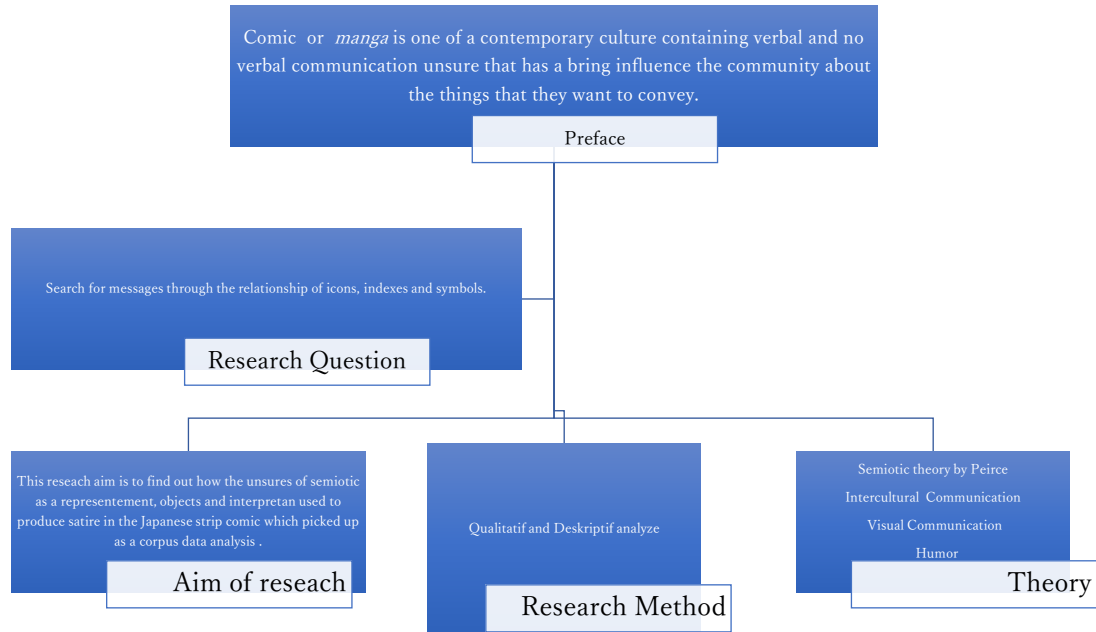 Comic or manga is one of a contemporary culture containing verbal and no
verbal communication unsure that has a bring influence the community about
the things that they want to convey.
Preface
Search for messages through the relationship of icons, indexes and symbols.
Research Question
This reseach aim is to find out how the unsures of semiotic
as a representement, objects and interpretan used to
produce satire in the Japanese strip comic which picked up
as a corpus data analysis .
Aim of reseach
Qualitatif and Deskriptif analyze
Research Method
Semiotic theory by Peirce
Intercultural Communication
Visual Communication
Humor
Theory